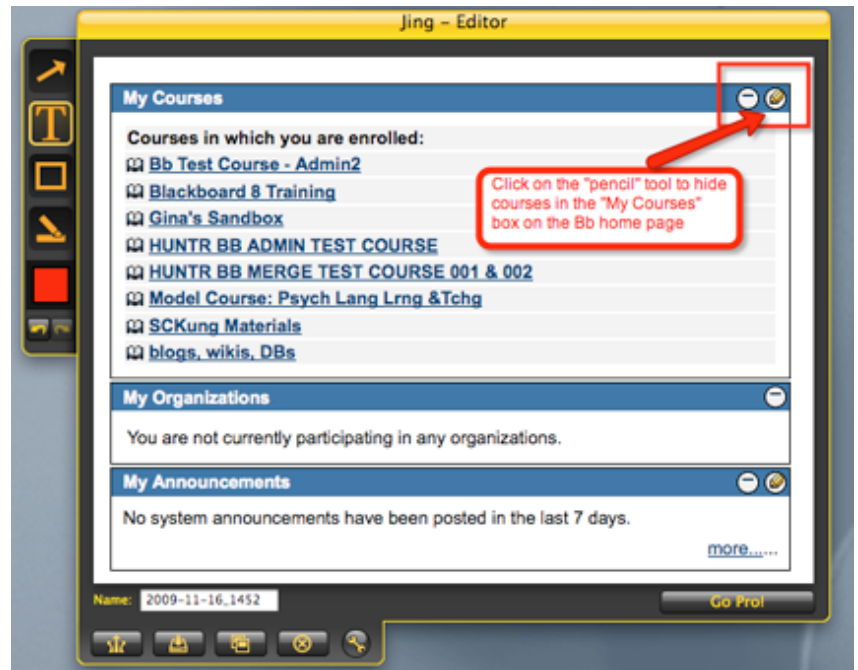 Jing – Editor
T
My Courses
Courses in which you are enrolled:
Bb Test Course - Admin2
Blackboard 8 Training
Gina's Sandbox
HUNTR BB ADMIN TEST COURSE
HUNTR BB MERGE TEST COURSE 001 & 002
Model Course: Psych Lang Lrng &Tchg
SCKung Materials
blogs, wikis, DBs
Click on the "pencil" tool to hide
courses in the "My Courses"
box on the Bb home page
My Organizations
You are not currently participating in any organizations.
My Announcements
No system announcements have been posted in the last 7 days.
more......
Name: 2009-11-16_1452
Go Pro!